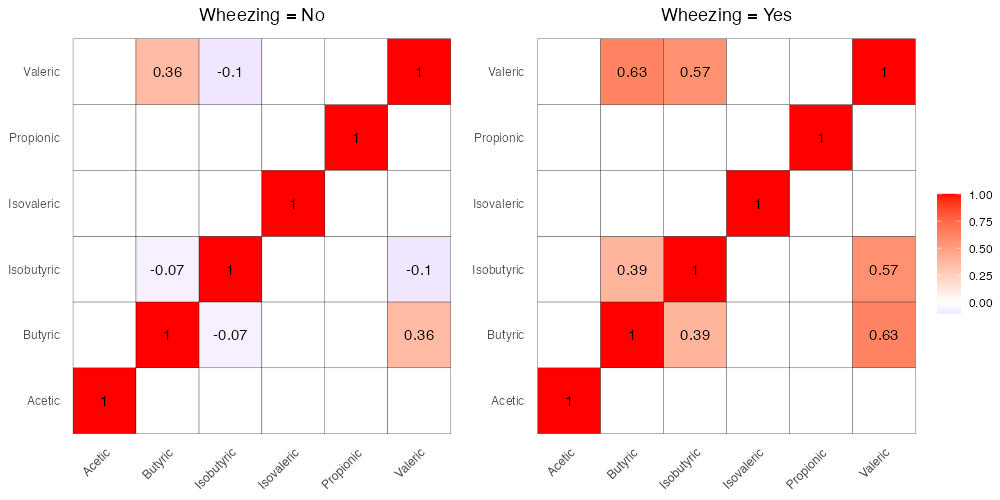 Wheezing = No
Wheezing = Yes
Valeric 0.36 -0.1 1
Propionic 1
Isovaleric 1
Isobutyric -0.07 1 -0.1
Butyric 1 -0.07 0.36
Acetic 1
Acetic Butyric Isobutyric Isovaleric Propionic Valeric
Valeric 0.63 0.57 1
Propionic 1
Isovaleric 1
Isobutyric 0.39 1 0.57
Butyric 1 0.39 0.63
Acetic 1
Acetic Butyric Isobutyric Isovaleric Propionic Valeric
1.00
0.75
0.50
0.25
0.00